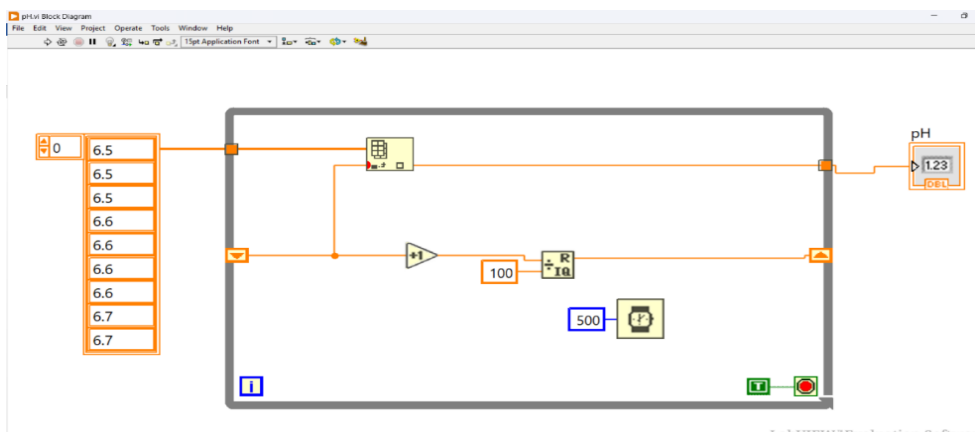 pH.vi Block Diagram
File Edit View Project Operate Tools Window Help
15pt Application Font
0
6.5
6.5
6.5
6.6
6.6
6.6
6.6
6.7
6.7
+1
100
R
IQ
500
i
T
pH
1.23
DBL